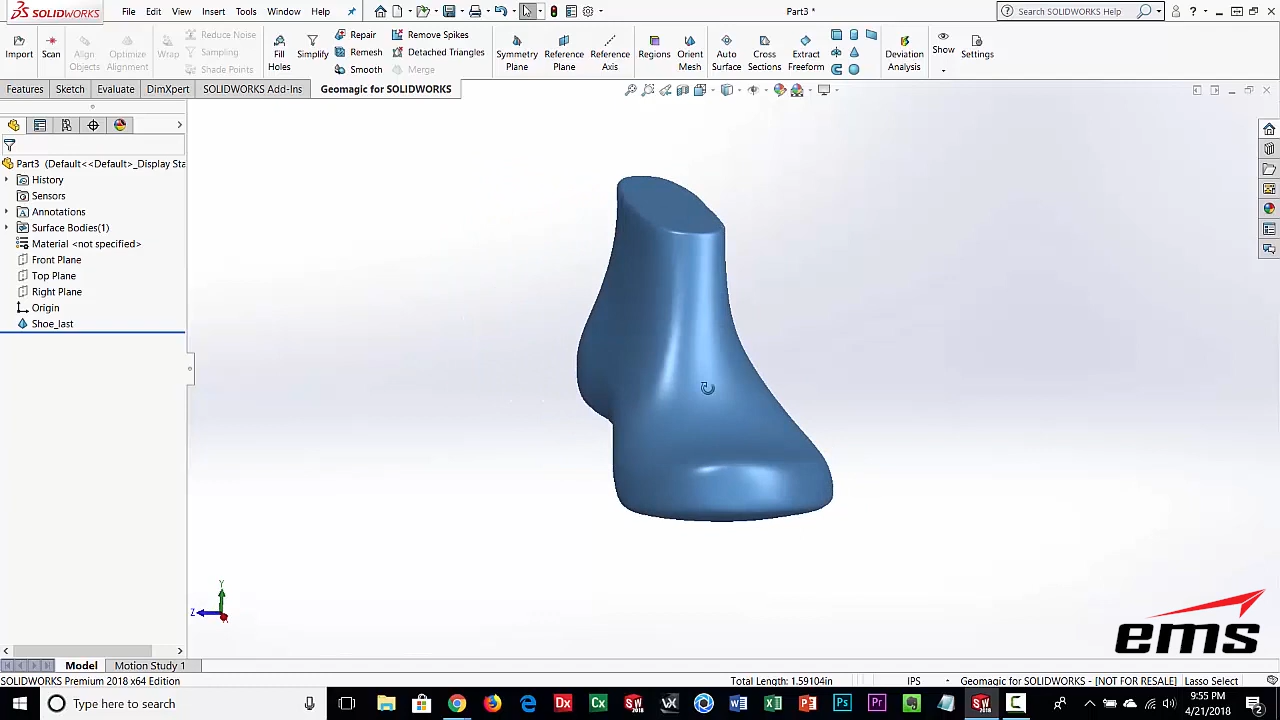 SOLIDWORKS File Edit View Insert Tools Window Help Part3 * Search SOLIDWORKS Help
Import Scan Align Objects Optimize Alignment Wrap Reduce Noise Sampling Shade Points Fill Holes Simplify Repair Remesh Smooth Remove Spikes Detached Triangles Merge Symmetry Plane Reference Plane Reference Axis Regions Orient Mesh Auto Surface Cross Sections Extract Freeform Deviation Analysis Show Settings
Features Sketch Evaluate DimXpert SOLIDWORKS Add-Ins Geomagic for SOLIDWORKS
Part3 (Default<<Default>_Display Sta
History
Sensors
Annotations
Surface Bodies(1)
Material <not specified>
Front Plane
Top Plane
Right Plane
Origin
Shoe_last
Y
Z
ems
Model Motion Study 1
SOLIDWORKS Premium 2018 x64 Edition Total Length: 1.59104in IPS Geomagic for SOLIDWORKS - [NOT FOR RESALE] Lasso Select
Type here to search 9:55 PM
4/21/2018